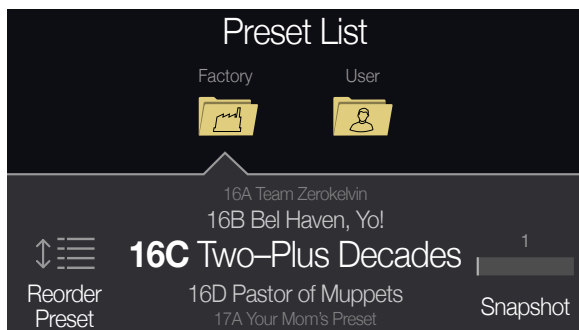 Preset List
Factory
User
16A Team Zerokelvin
16B Bel Haven, Yo!
16C Two–Plus Decades
1
Reorder
Preset
16D Pastor of Muppets
17A Your Mom's Preset
Snapshot